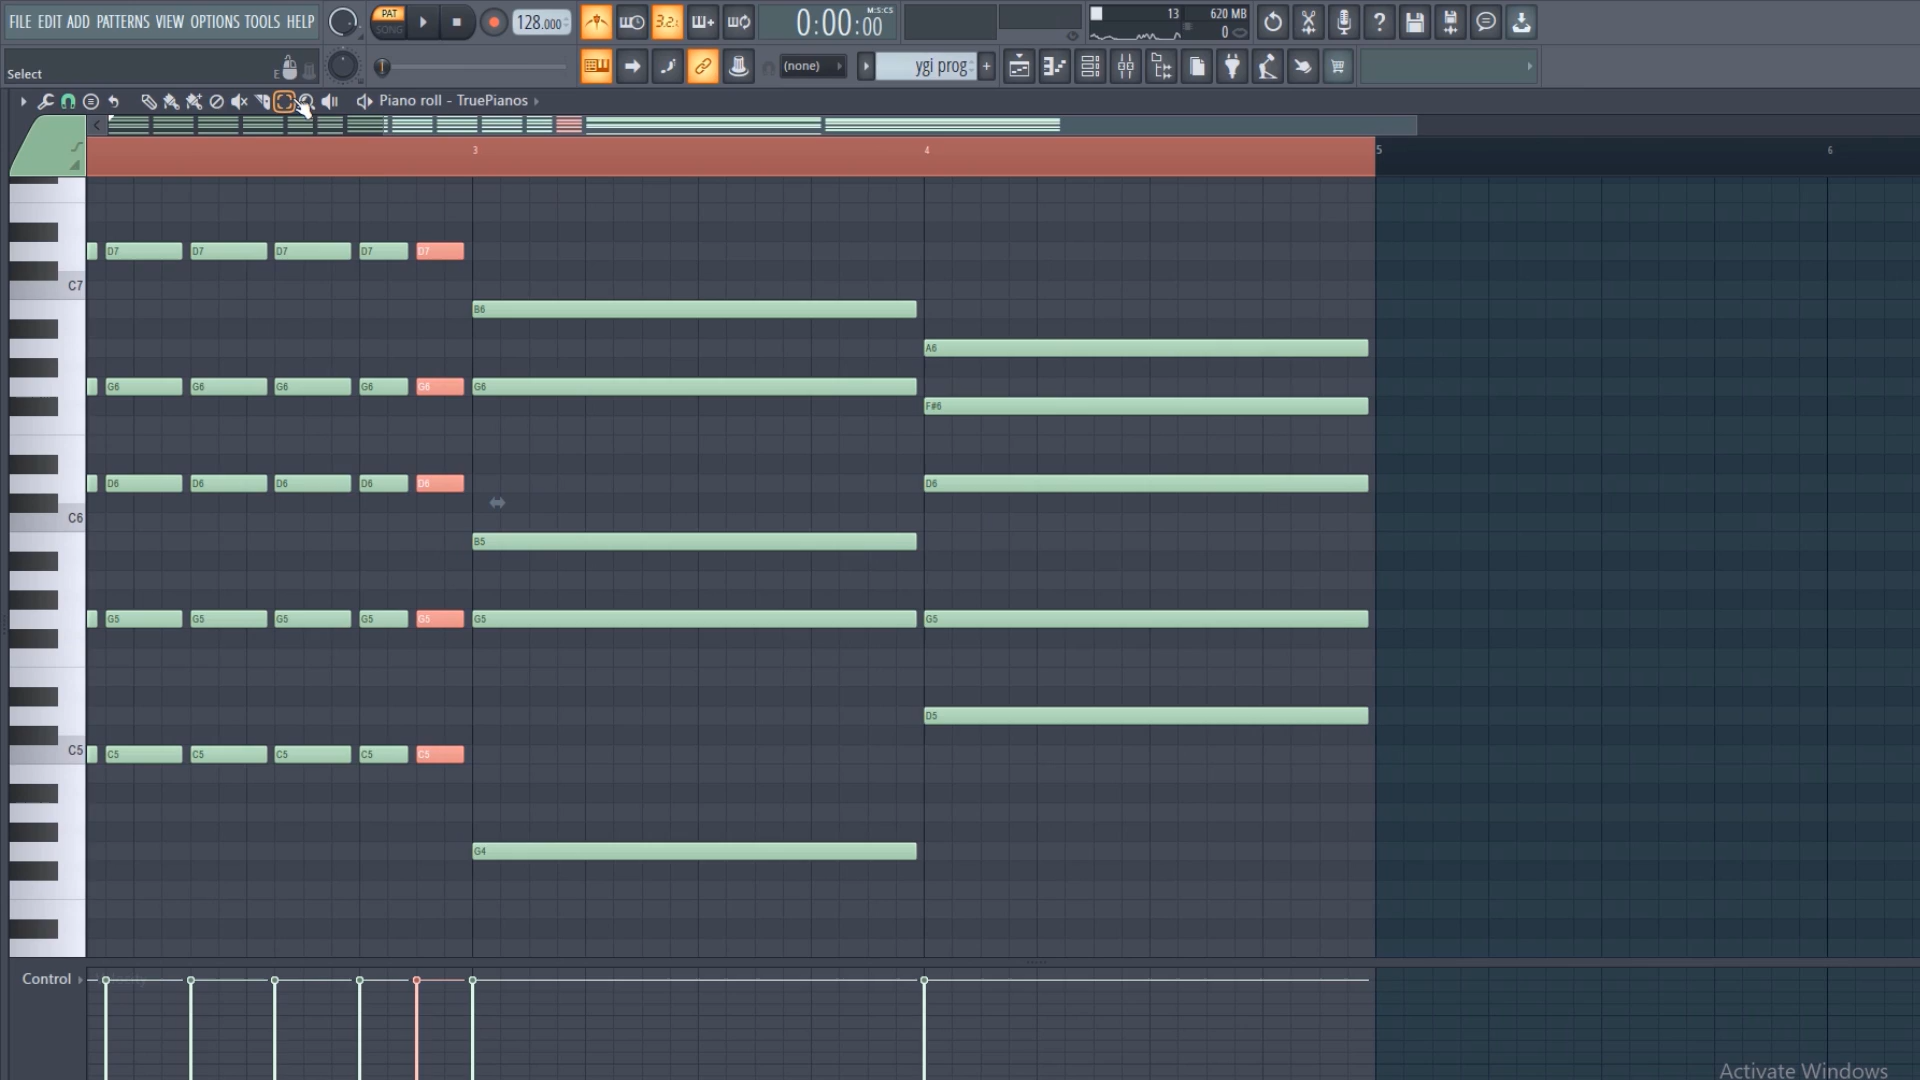 FILE EDIT ADD PATTERNS VIEW OPTIONS TOOLS HELP
PAT
SONG
128.000
3.2.
0:00:00
M:S:CS
13
620 MB
0
Select
(none)
ygi prog
Piano roll - TruePianos
3
4
5
6
D7 D7 D7 D7 D7
C7
B6
A6
G6 G6 G6 G6 G6 G6
F#6
D6 D6 D6 D6 D6 D6
C6
B5
G5 G5 G5 G5 G5 G5 G5
D5
C5 C5 C5 C5 C5 C5
G4
Control
Activate Windows